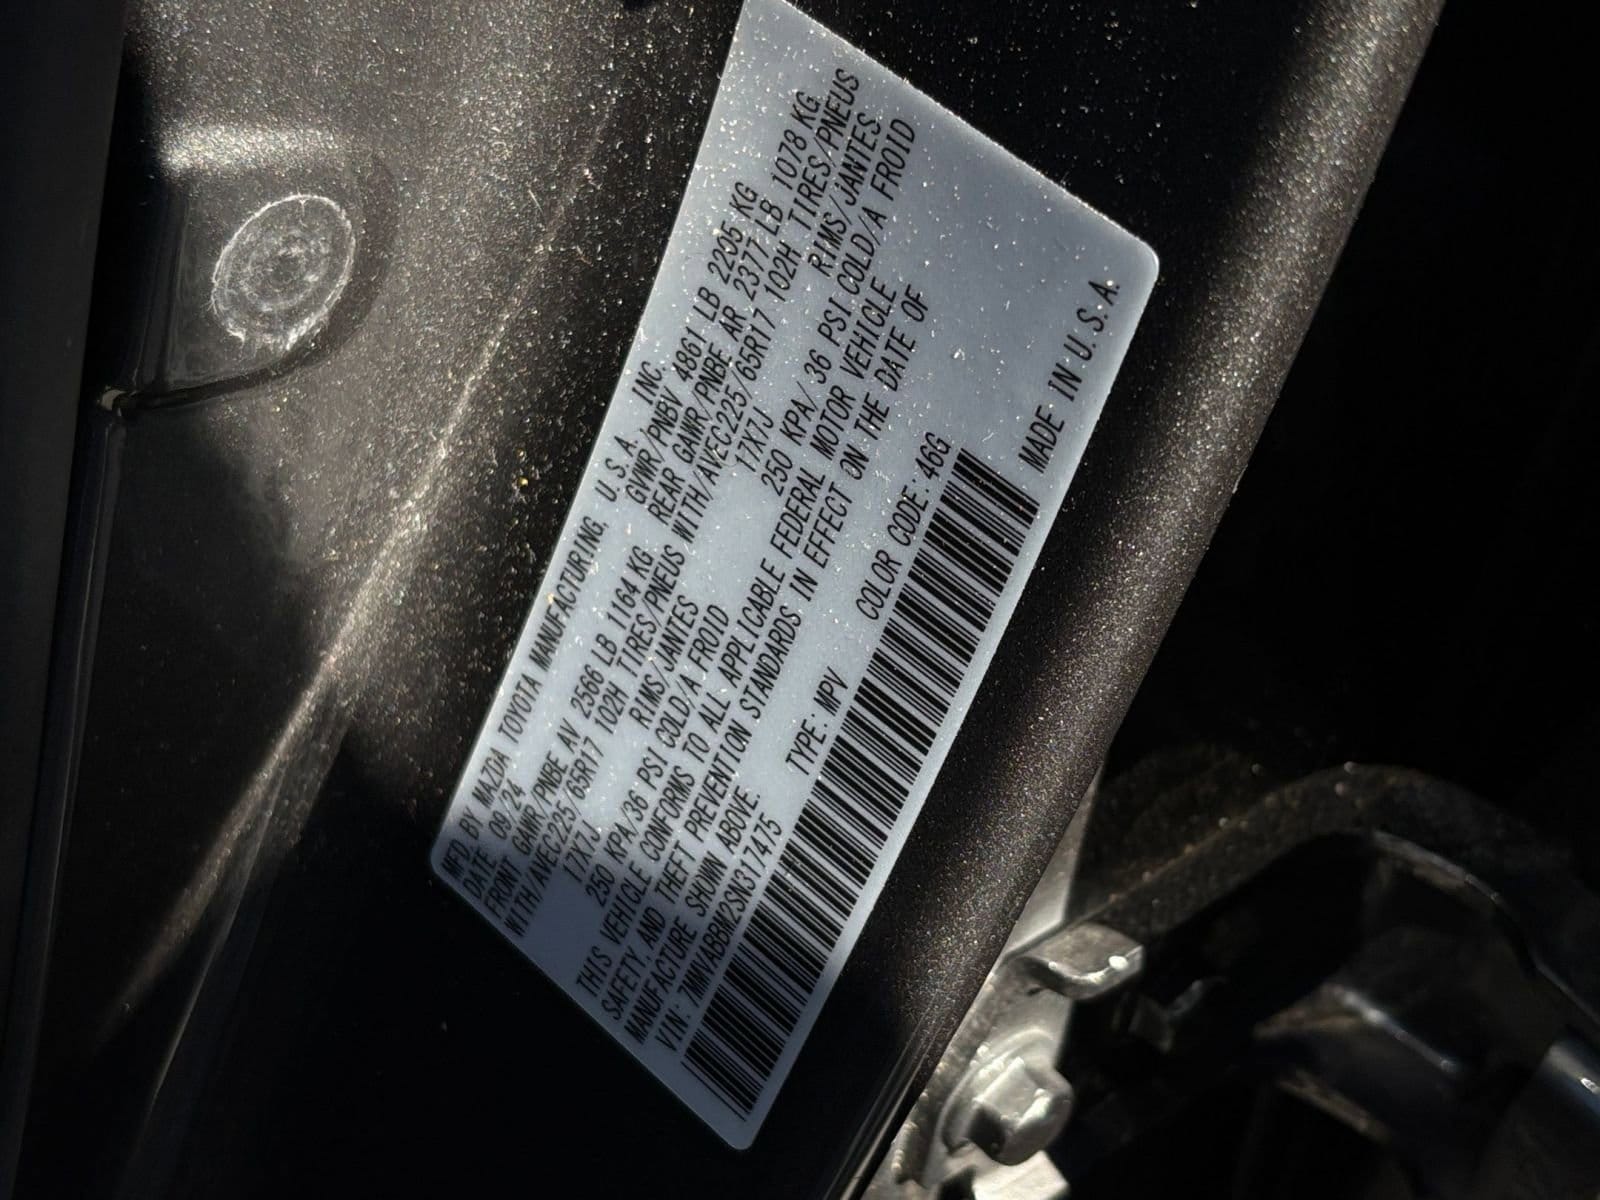 MFD. BY MAZDA TOYOTA MANUFACTURING, U.S.A. INC.
DATE: 09/24 GVWR/PNBV 4861 LB 2205 KG
FRONT GAWR/PNBE AV 2566 LB 1164 KG REAR GAWR/PNBE AR 2377 LB 1078 KG
WITH/AVEC225/65R17 102H TIRES/PNEUS WITH/AVEC225/65R17 102H TIRES/PNEUS
17X7J RIMS/JANTES 17X7J RIMS/JANTES
250 KPA/36 PSI COLD/A FROID 250 KPA/36 PSI COLD/A FROID
THIS VEHICLE CONFORMS TO ALL APPLICABLE FEDERAL MOTOR VEHICLE
SAFETY, AND THEFT PREVENTION STANDARDS IN EFFECT ON THE DATE OF
MANUFACTURE SHOWN ABOVE.
VIN: 7MMVABBW2SN317475 TYPE: MPV COLOR CODE: 46G
MADE IN U.S.A.